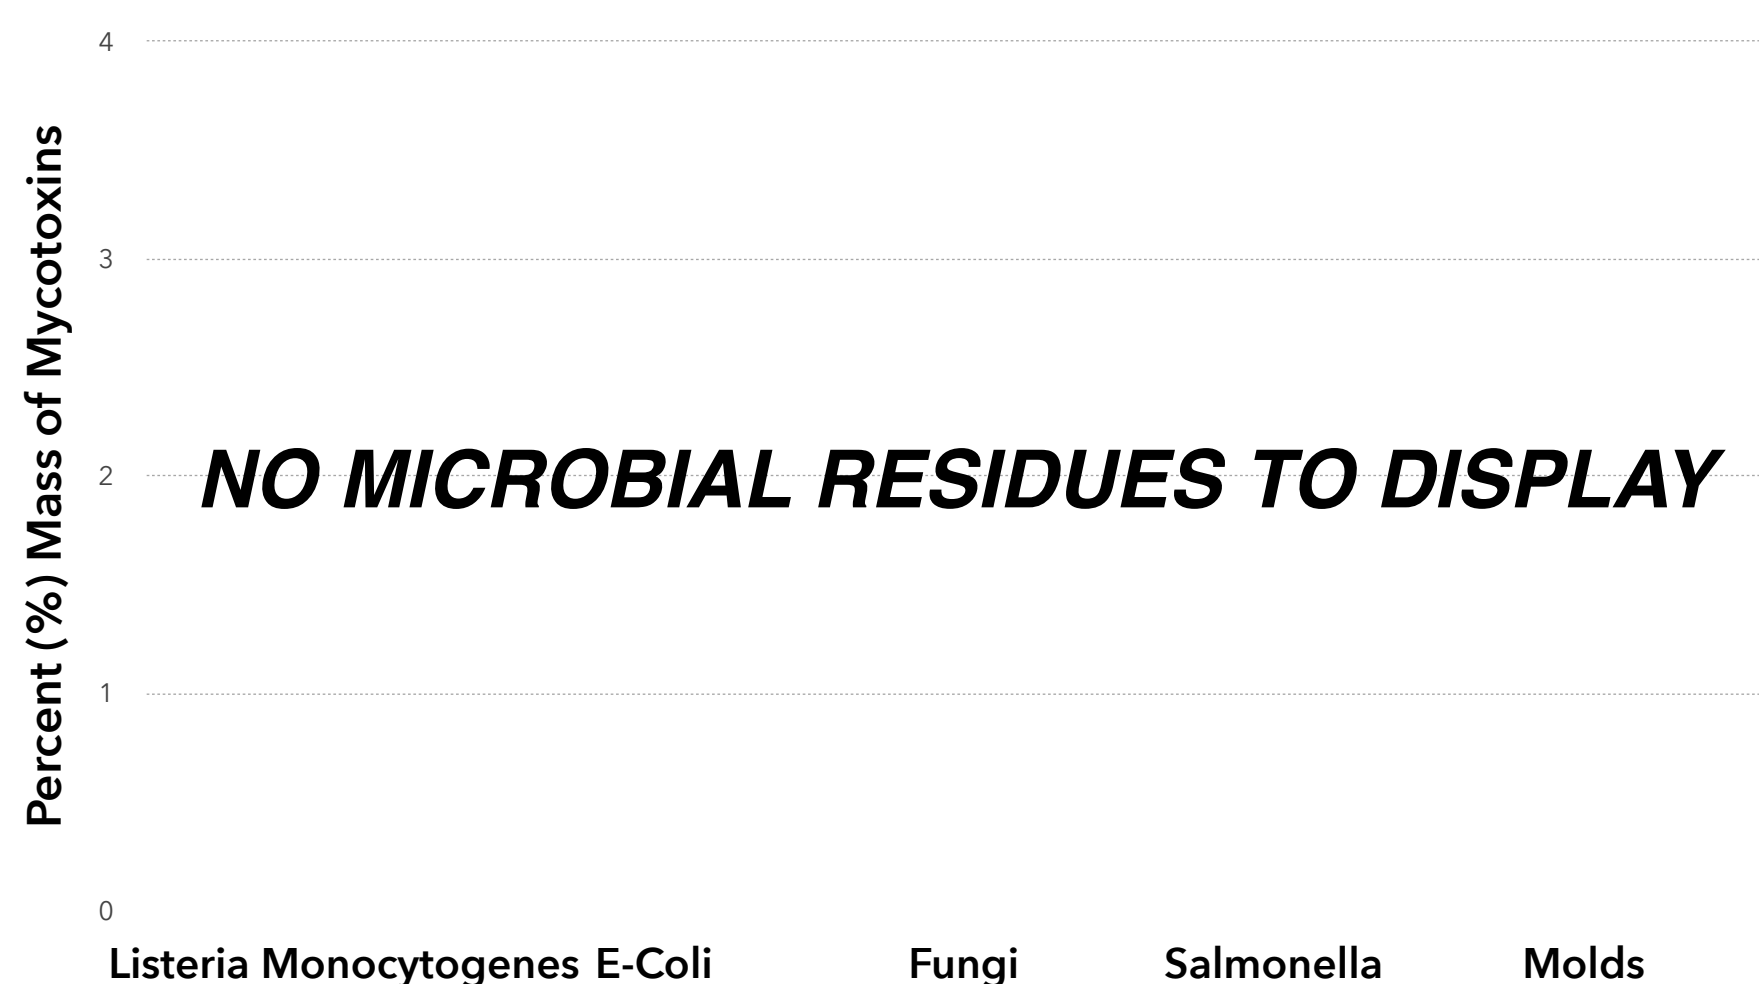 Percent (%) Mass of Mycotoxins
4
3
2
1
0
NO MICROBIAL RESIDUES TO DISPLAY
Listeria Monocytogenes E-Coli Fungi Salmonella Molds